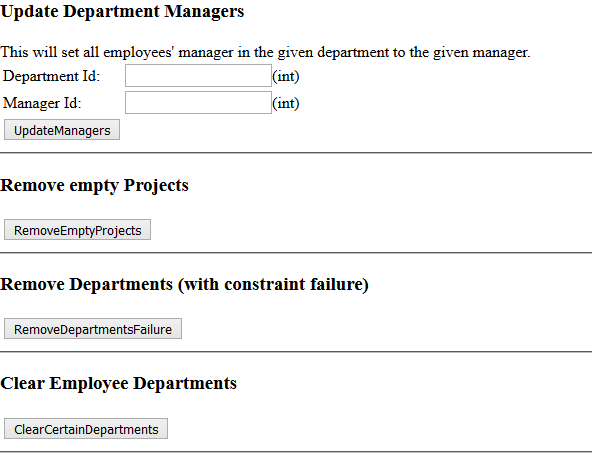 Update Department Managers
This will set all employees' manager in the given department to the given manager.
Department Id: (int)
Manager Id: (int)
UpdateManagers
Remove empty Projects
RemoveEmptyProjects
Remove Departments (with constraint failure)
RemoveDepartmentsFailure
Clear Employee Departments
ClearCertainDepartments